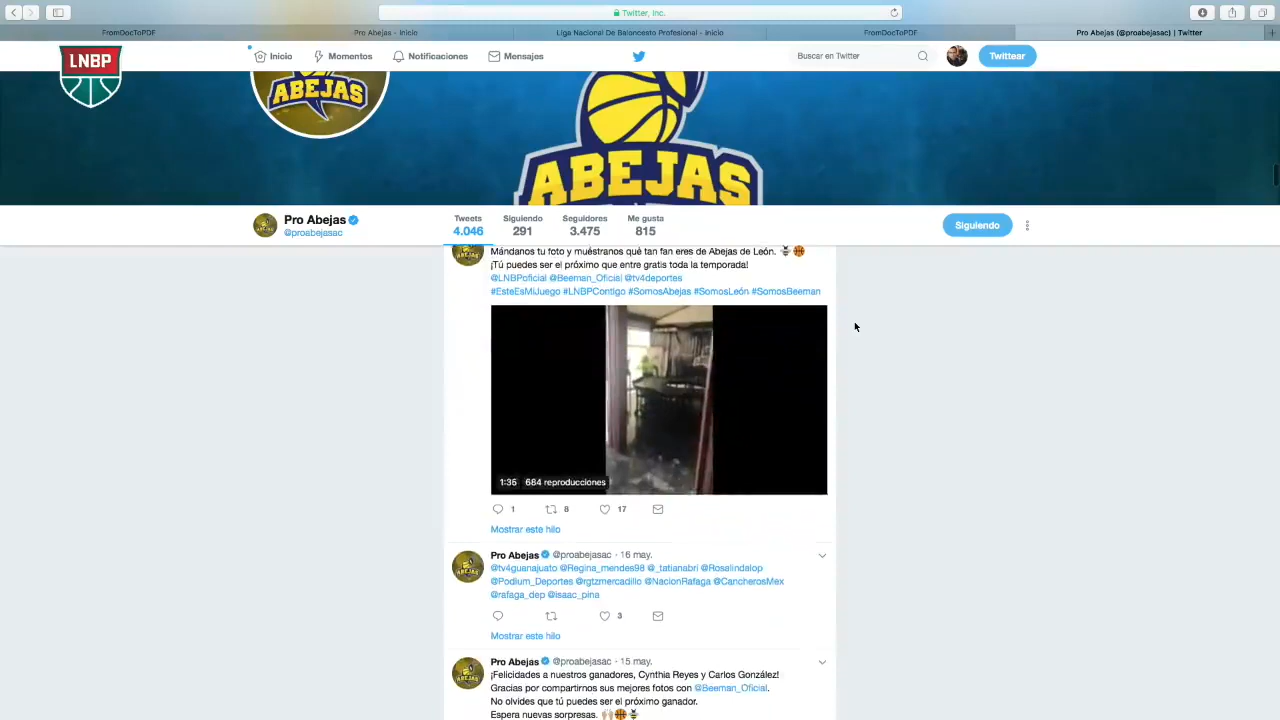 Twitter, Inc.
FromDocToPDF
Pro Abejas - Inicio
Liga Nacional De Baloncesto Profesional - Inicio
FromDocToPDF
Pro Abejas (@proabejasac) | Twitter
LNBP
Inicio
Momentos
Notificaciones
Mensajes
Buscar en Twitter
Twittear
ABEJAS
ABEJAS
Pro Abejas
@proabejasac
Tweets
4.046
Siguiendo
291
Seguidores
3.475
Me gusta
815
Siguiendo
Mándanos tu foto y muéstranos qué tan fan eres de Abejas de León. 🐝🏀
¡Tú puedes ser el próximo que entre gratis toda la temporada!
@LNBPoficial @Beeman_Oficial @tv4deportes
#EsteEsMiJuego #LNBPContigo #SomosAbejas #SomosLeón #SomosBeeman
1:35 684 reproducciones
1 8 17
Mostrar este hilo
Pro Abejas @proabejasac · 16 may.
@tv4guanajuato @Regina_mendes98 @_tatianabri @Rosalindalop
@Podium_Deportes @rgtzmercadillo @NacionRafaga @CancherosMex
@rafaga_dep @isaac_pina
3
Mostrar este hilo
Pro Abejas @proabejasac · 15 may.
¡Felicidades a nuestros ganadores, Cynthia Reyes y Carlos González!
Gracias por compartirnos sus mejores fotos con @Beeman_Oficial.
No olvides que tú puedes ser el próximo ganador.
Espera nuevas sorpresas. 🙌🏼🏀🐝
ABEJAS
ABEJAS